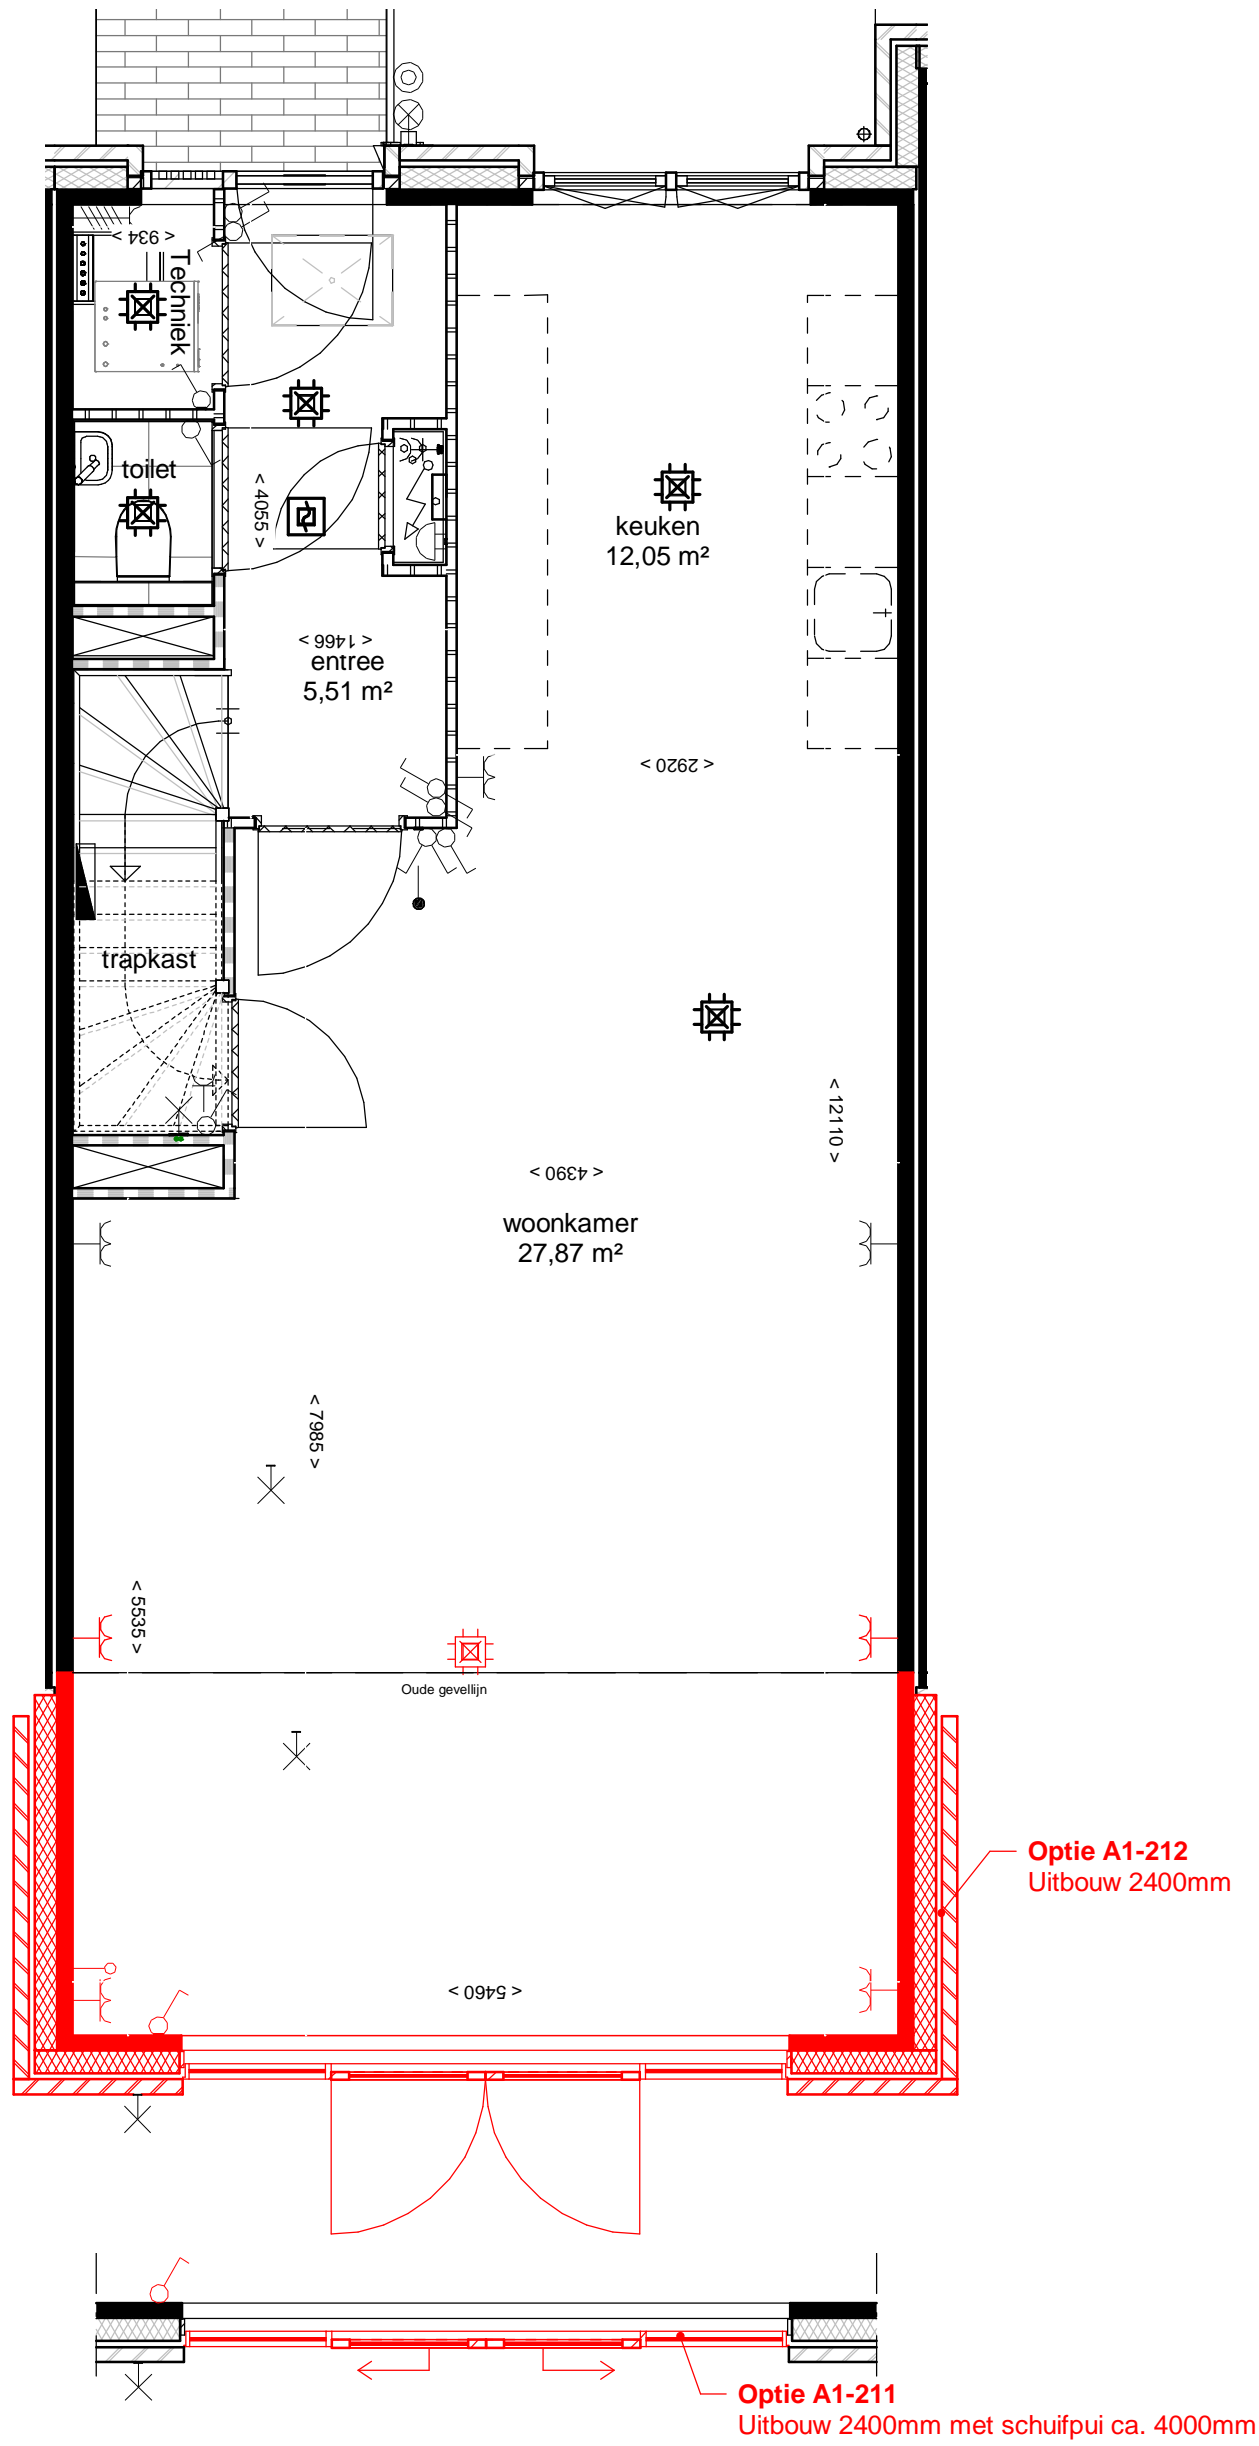 < 934 >
Techniek
toilet
< 4055 >
keuken
12,05 m²
< 1466 >
entree
5,51 m²
< 2920 >
trapkast
< 12110 >
< 4390 >
woonkamer
27,87 m²
< 7985 >
< 5535 >
Oude gevellijn
Optie A1-212
Uitbouw 2400mm
< 5460 >
Optie A1-211
Uitbouw 2400mm met schuifpui ca. 4000mm